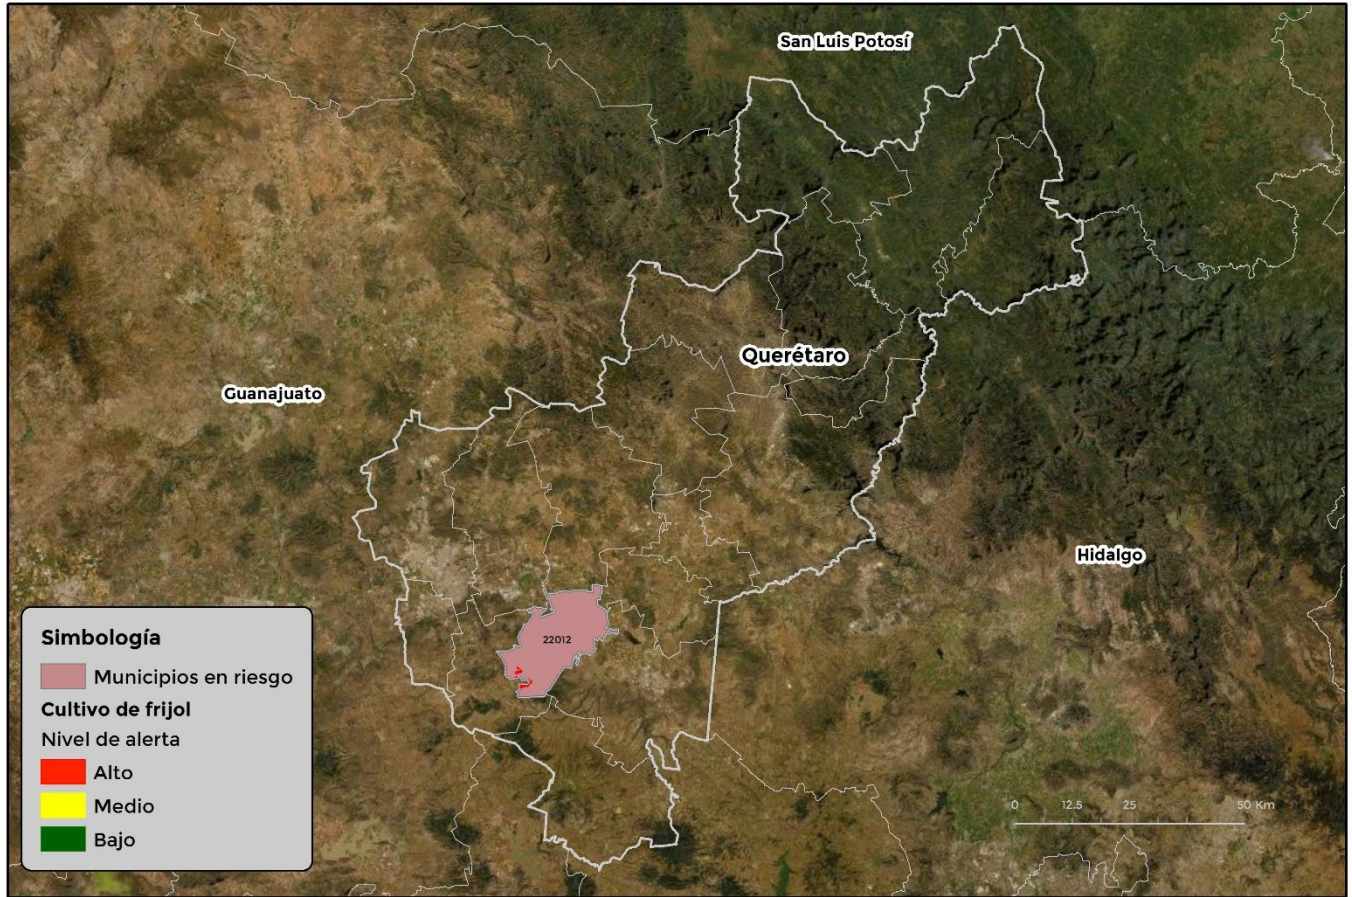 San Luis Potosí
Querétaro
Guanajuato
Hidalgo
22012
Simbología
Municipios en riesgo
Cultivo de frijol
Nivel de alerta
Alto
Medio
Bajo
0 12.5 25 50 Km